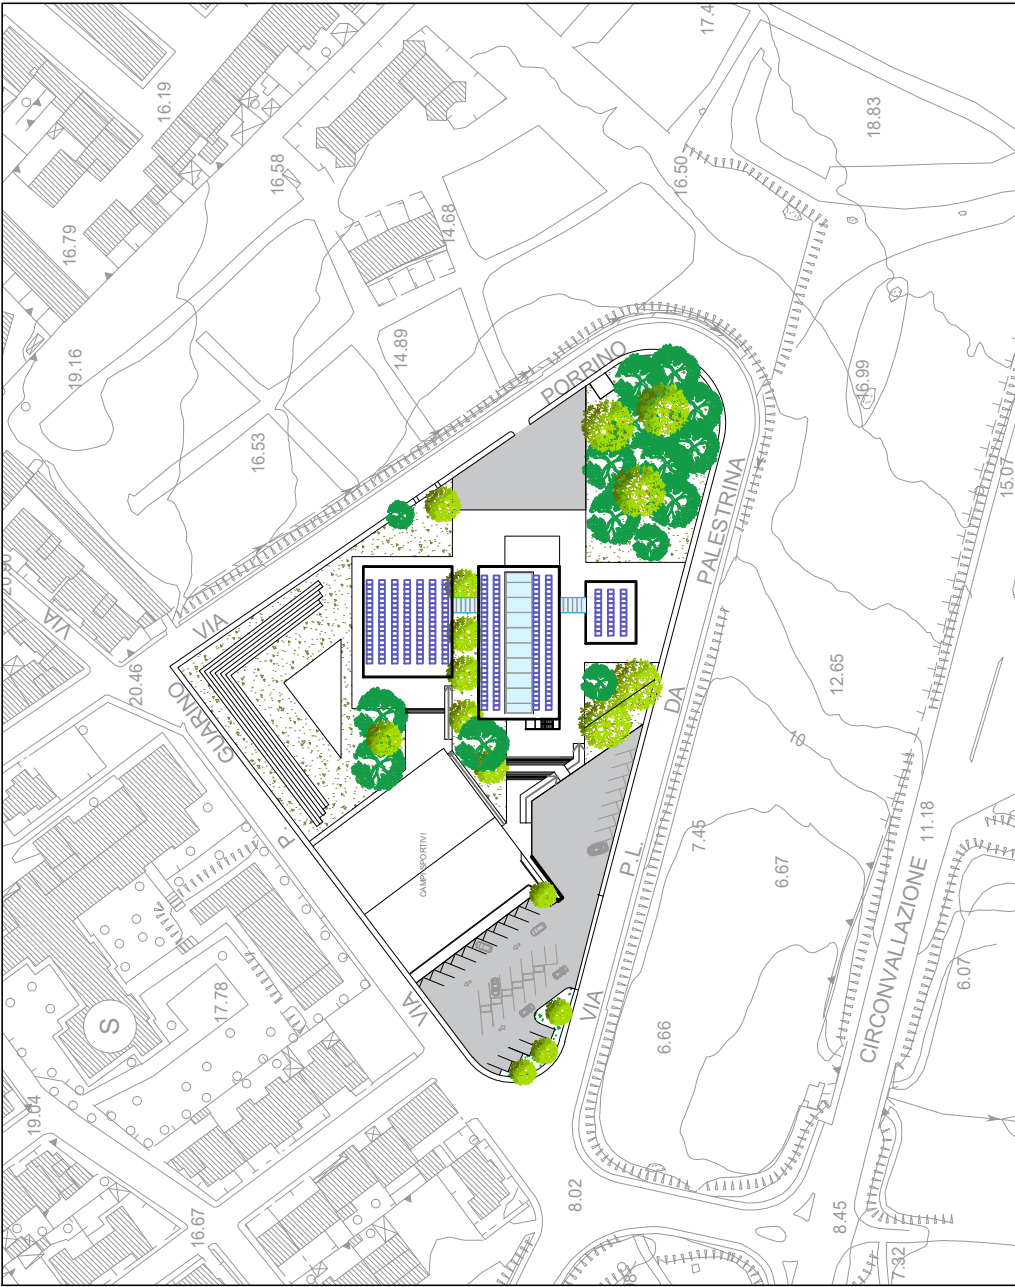 17.4
16.19
18.83
16.58
16.50
16.79
14.68
19.16
14.89
16.99
PORRINO
16.53
15.07
PALESTRINA
VIA
VIA
20.46
12.65
DA
GUARRINO
10
P.
CAMPI SPORTIVI
7.45
11.18
P.L.
6.67
CIRCONVALLAZIONE
6.07
17.78
VIA
VIA
S
6.66
19.04
8.02
16.67
8.45
7.32